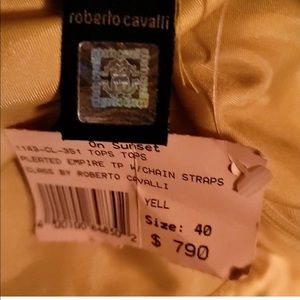 roberto cavalli
On Sunset
1143-CL-351 TOPS TOPS
PLEATED EMPIRE TP W/CHAIN STRAPS
CLASS BY ROBERTO CAVALLI
YELL
Size: 40
$ 790